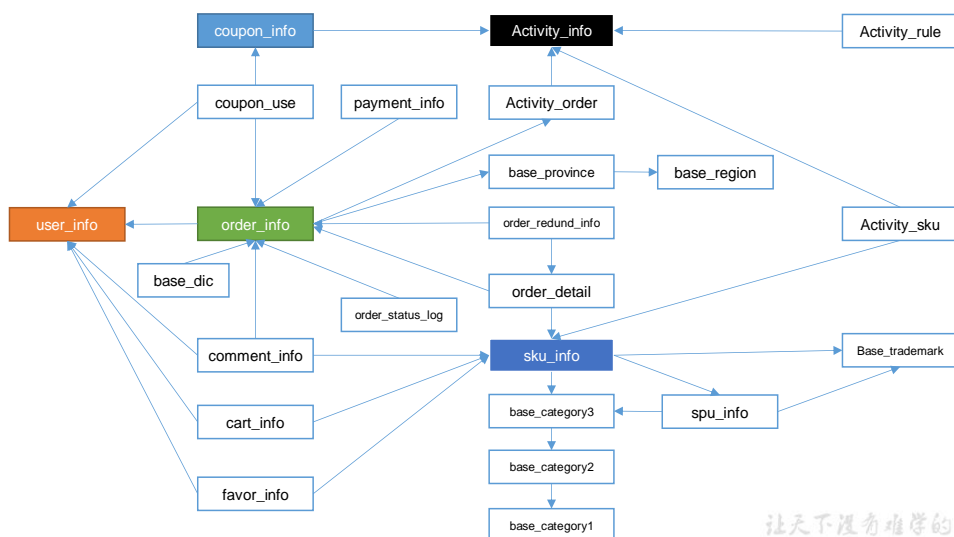 coupon_info
Activity_info
Activity_rule
coupon_use
payment_info
Activity_order
base_province
base_region
user_info
order_info
order_redund_info
Activity_sku
base_dic
order_status_log
order_detail
comment_info
sku_info
Base_trademark
cart_info
base_category3
spu_info
base_category2
favor_info
base_category1
让天下没有难学的